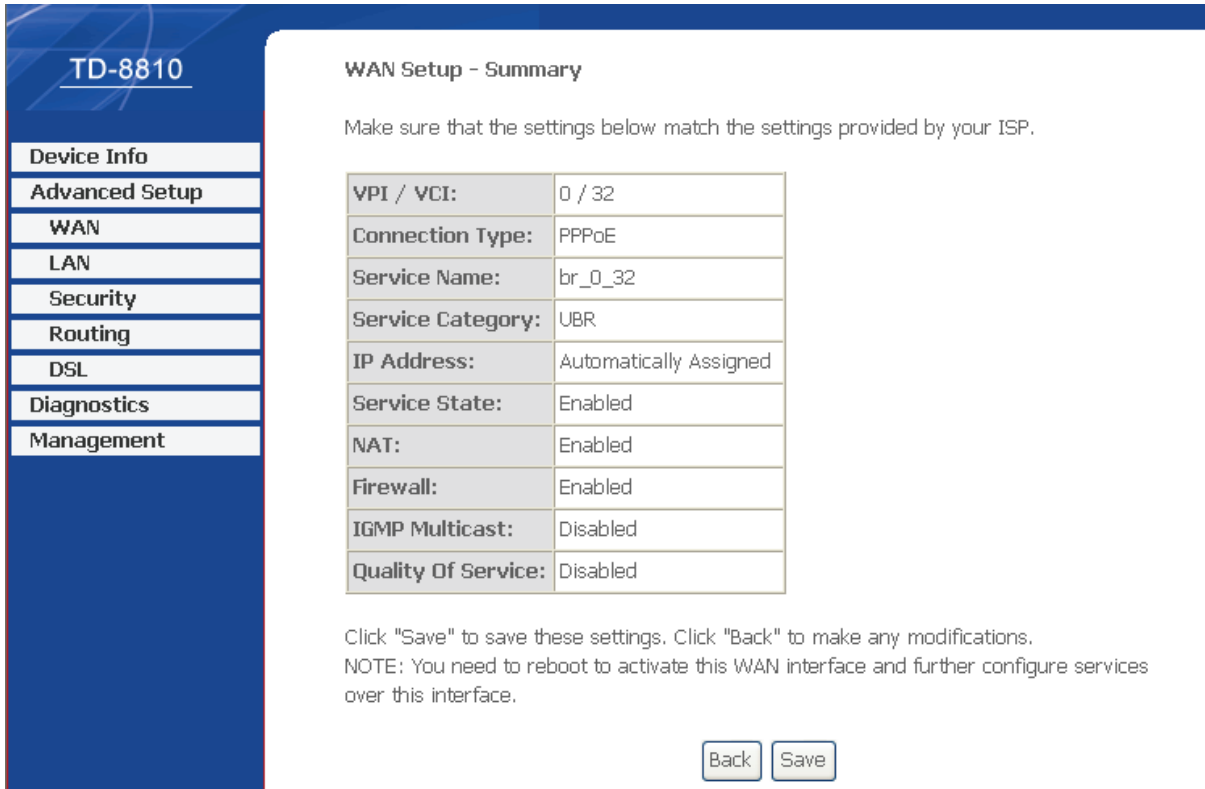 TD-8810
Device Info
Advanced Setup
WAN
LAN
Security
Routing
DSL
Diagnostics
Management
WAN Setup - Summary
Make sure that the settings below match the settings provided by your ISP.
VPI / VCI: 0 / 32
Connection Type: PPPoE
Service Name: br_0_32
Service Category: UBR
IP Address: Automatically Assigned
Service State: Enabled
NAT: Enabled
Firewall: Enabled
IGMP Multicast: Disabled
Quality Of Service: Disabled
Click "Save" to save these settings. Click "Back" to make any modifications.
NOTE: You need to reboot to activate this WAN interface and further configure services
over this interface.
Back Save